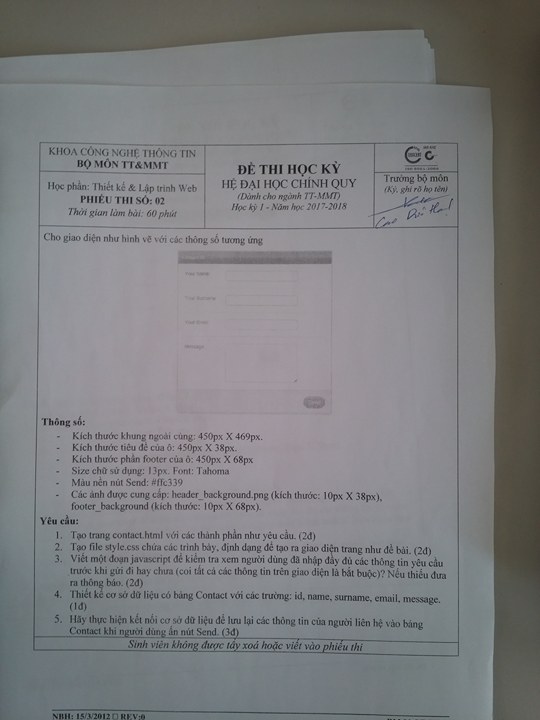 KHOA CÔNG NGHỆ THÔNG TIN
BỘ MÔN TT&MMT
Học phần: Thiết kế & Lập trình Web
PHIẾU THI SỐ: 02
Thời gian làm bài: 60 phút
ĐỀ THI HỌC KỲ
HỆ ĐẠI HỌC CHÍNH QUY
(Dành cho ngành TT-MMT)
Học kỳ 1 - Năm học 2017-2018
Trưởng bộ môn
(Ký, ghi rõ họ tên)
Cho giao diện như hình vẽ với các thông số tương ứng
Your Name
Your Surname
Your Email
Message
Thông số:
- Kích thước khung ngoài cùng: 450px X 469px.
- Kích thước tiêu đề của ô: 450px X 38px.
- Kích thước phần footer của ô: 450px X 68px
- Size chữ sử dụng: 13px. Font: Tahoma
- Màu nền nút Send: #ffc339
- Các ảnh được cung cấp: header_background.png (kích thước: 10px X 38px),
footer_background (kích thước: 10px X 68px).
Yêu cầu:
1. Tạo trang contact.html với các thành phần như yêu cầu. (2đ)
2. Tạo file style.css chứa các trình bày, định dạng để tạo ra giao diện trang như đề bài. (2đ)
3. Viết một đoạn javascript để kiểm tra xem người dùng đã nhập đầy đủ các thông tin yêu cầu
trước khi gửi đi hay chưa (coi tất cả các thông tin trên giao diện là bắt buộc)? Nếu thiếu đưa
ra thông báo. (2đ)
4. Thiết kế cơ sở dữ liệu có bảng Contact với các trường: id, name, surname, email, message.
(1đ)
5. Hãy thực hiện kết nối cơ sở dữ liệu để lưu lại các thông tin của người liên hệ vào bảng
Contact khi người dùng ấn nút Send. (3đ)
Sinh viên không được tẩy xoá hoặc viết vào phiếu thi
NBH: 15/3/2012 □ REV:0